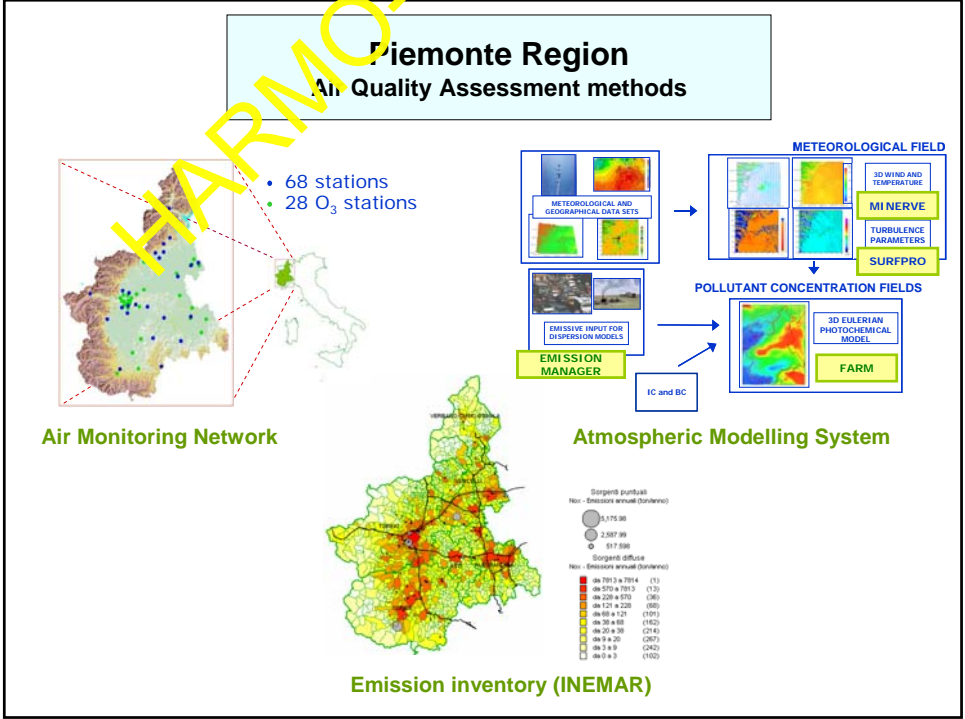 HARMO
Piemonte Region
Air Quality Assessment methods
• 68 stations
• 28 O3 stations
METEOROLOGICAL AND
GEOGRAPHICAL DATA SETS
METEOROLOGICAL FIELD
3D WIND AND
TEMPERATURE
MINERVE
TURBULENCE
PARAMETERS
SURFPRO
EMISSIVE INPUT FOR
DISPERSION MODELS
EMISSION
MANAGER
IC and BC
POLLUTANT CONCENTRATION FIELDS
3D EULERIAN
PHOTOCHEMICAL
MODEL
FARM
Air Monitoring Network
Atmospheric Modelling System
Sorgenti puntuali
Nox - Emissioni annuali (ton/anno)
5,175.98
2,587.99
517.598
Sorgenti diffuse
Nox - Emissioni annuali (ton/anno)
da 7813 a 7814 (1)
da 570 a 7813 (13)
da 228 a 570 (36)
da 121 a 228 (68)
da 68 a 121 (101)
da 38 a 68 (162)
da 20 a 38 (214)
da 9 a 20 (267)
da 3 a 9 (242)
da 0 a 3 (102)
Emission inventory (INEMAR)